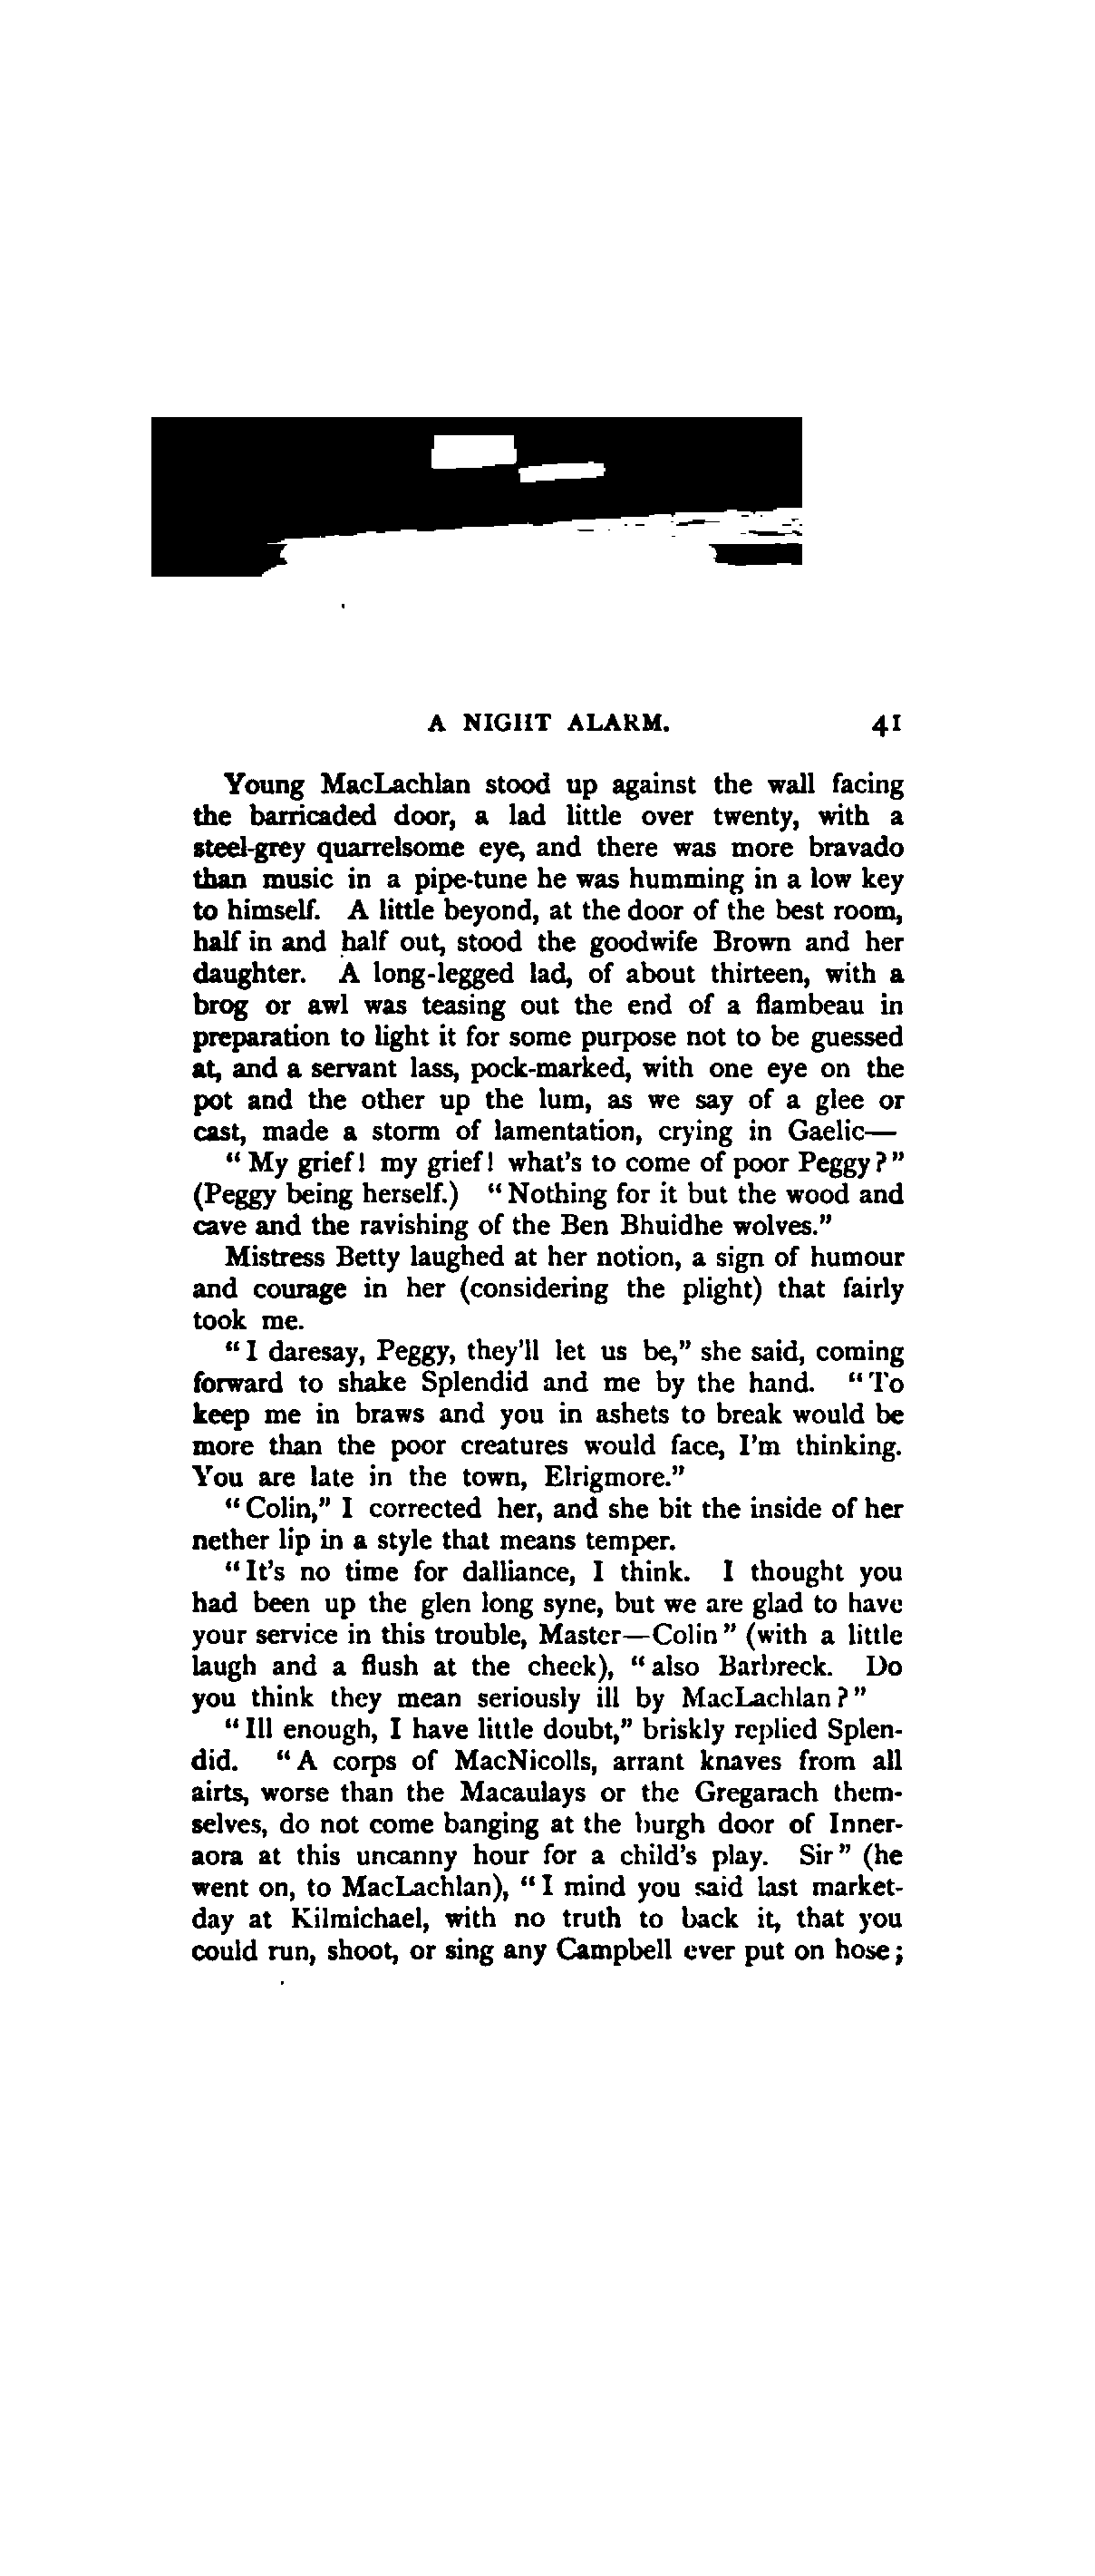 A NIGHT ALARM. 41
Young MacLachlan stood up against the wall facing
the barricaded door, a lad little over twenty, with a
steel-grey quarrelsome eye, and there was more bravado
than music in a pipe-tune he was humming in a low key
to himself. A little beyond, at the door of the best room,
half in and half out, stood the goodwife Brown and her
daughter. A long-legged lad, of about thirteen, with a
brog or awl was teasing out the end of a flambeau in
preparation to light it for some purpose not to be guessed
at, and a servant lass, pock-marked, with one eye on the
pot and the other up the lum, as we say of a glee or
cast, made a storm of lamentation, crying in Gaelic—
“My grief! my grief! what's to come of poor Peggy?”
(Peggy being herself.) “Nothing for it but the wood and
cave and the ravishing of the Ben Bhuidhe wolves.”
Mistress Betty laughed at her notion, a sign of humour
and courage in her (considering the plight) that fairly
took me.
“I daresay, Peggy, they'll let us be,” she said, coming
forward to shake Splendid and me by the hand. “To
keep me in braws and you in ashets to break would be
more than the poor creatures would face, I'm thinking.
You are late in the town, Elrigmore.”
“Colin,” I corrected her, and she bit the inside of her
nether lip in a style that means temper.
“It's no time for dalliance, I think. I thought you
had been up the glen long syne, but we are glad to have
your service in this trouble, Master—Colin” (with a little
laugh and a flush at the cheek), “also Barbreck. Do
you think they mean seriously ill by MacLachlan?”
“Ill enough, I have little doubt,” briskly replied Splen-
did. “A corps of MacNicolls, arrant knaves from all
airts, worse than the Macaulays or the Gregarach them-
selves, do not come banging at the burgh door of Inner-
aora at this uncanny hour for a child's play. Sir” (he
went on, to MacLachlan), “I mind you said last market-
day at Kilmichael, with no truth to back it, that you
could run, shoot, or sing any Campbell ever put on hose;